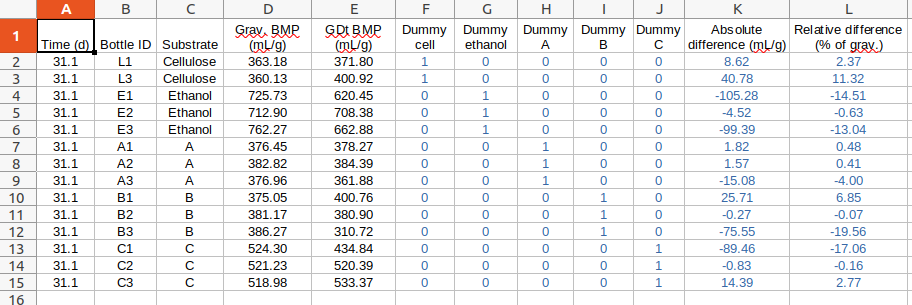 A B C D E F G H I J K L
1 Time (d) Bottle ID Substrate Grav. BMP (mL/g) GDt BMP (mL/g) Dummy cell Dummy ethanol Dummy A Dummy B Dummy C Absolute difference (mL/g) Relative difference (% of grav.)
2 31.1 L1 Cellulose 363.18 371.80 1 0 0 0 0 8.62 2.37
3 31.1 L3 Cellulose 360.13 400.92 1 0 0 0 0 40.78 11.32
4 31.1 E1 Ethanol 725.73 620.45 0 1 0 0 0 -105.28 -14.51
5 31.1 E2 Ethanol 712.90 708.38 0 1 0 0 0 -4.52 -0.63
6 31.1 E3 Ethanol 762.27 662.88 0 1 0 0 0 -99.39 -13.04
7 31.1 A1 A 376.45 378.27 0 0 1 0 0 1.82 0.48
8 31.1 A2 A 382.82 384.39 0 0 1 0 0 1.57 0.41
9 31.1 A3 A 376.96 361.88 0 0 1 0 0 -15.08 -4.00
10 31.1 B1 B 375.05 400.76 0 0 0 1 0 25.71 6.85
11 31.1 B2 B 381.17 380.90 0 0 0 1 0 -0.27 -0.07
12 31.1 B3 B 386.27 310.72 0 0 0 1 0 -75.55 -19.56
13 31.1 C1 C 524.30 434.84 0 0 0 0 1 -89.46 -17.06
14 31.1 C2 C 521.23 520.39 0 0 0 0 1 -0.83 -0.16
15 31.1 C3 C 518.98 533.37 0 0 0 0 1 14.39 2.77
16